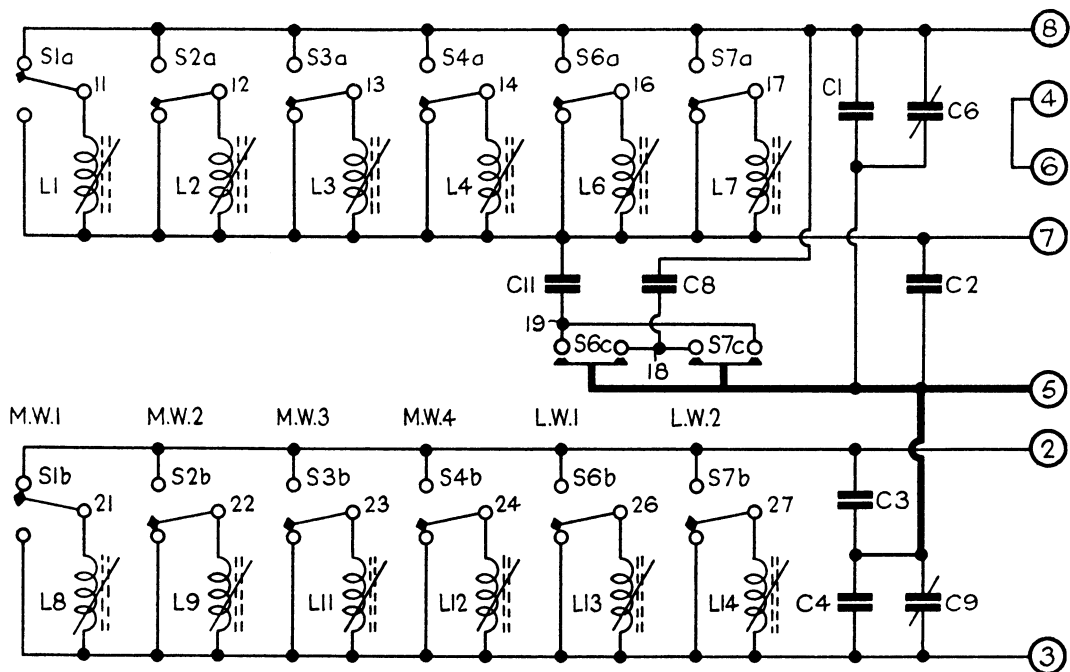 8
S1a S2a S3a S4a S6a S7a
11 12 13 14 16 17
C1 C6
4
6
L1 L2 L3 L4 L6 L7
7
C11 C8 C2
19 S6c S7c
18
5
M.W.1 M.W.2 M.W.3 M.W.4 L.W.1 L.W.2
2
S1b S2b S3b S4b S6b S7b
21 22 23 24 26 27
C3
L8 L9 L11 L12 L13 L14 C4 C9
3